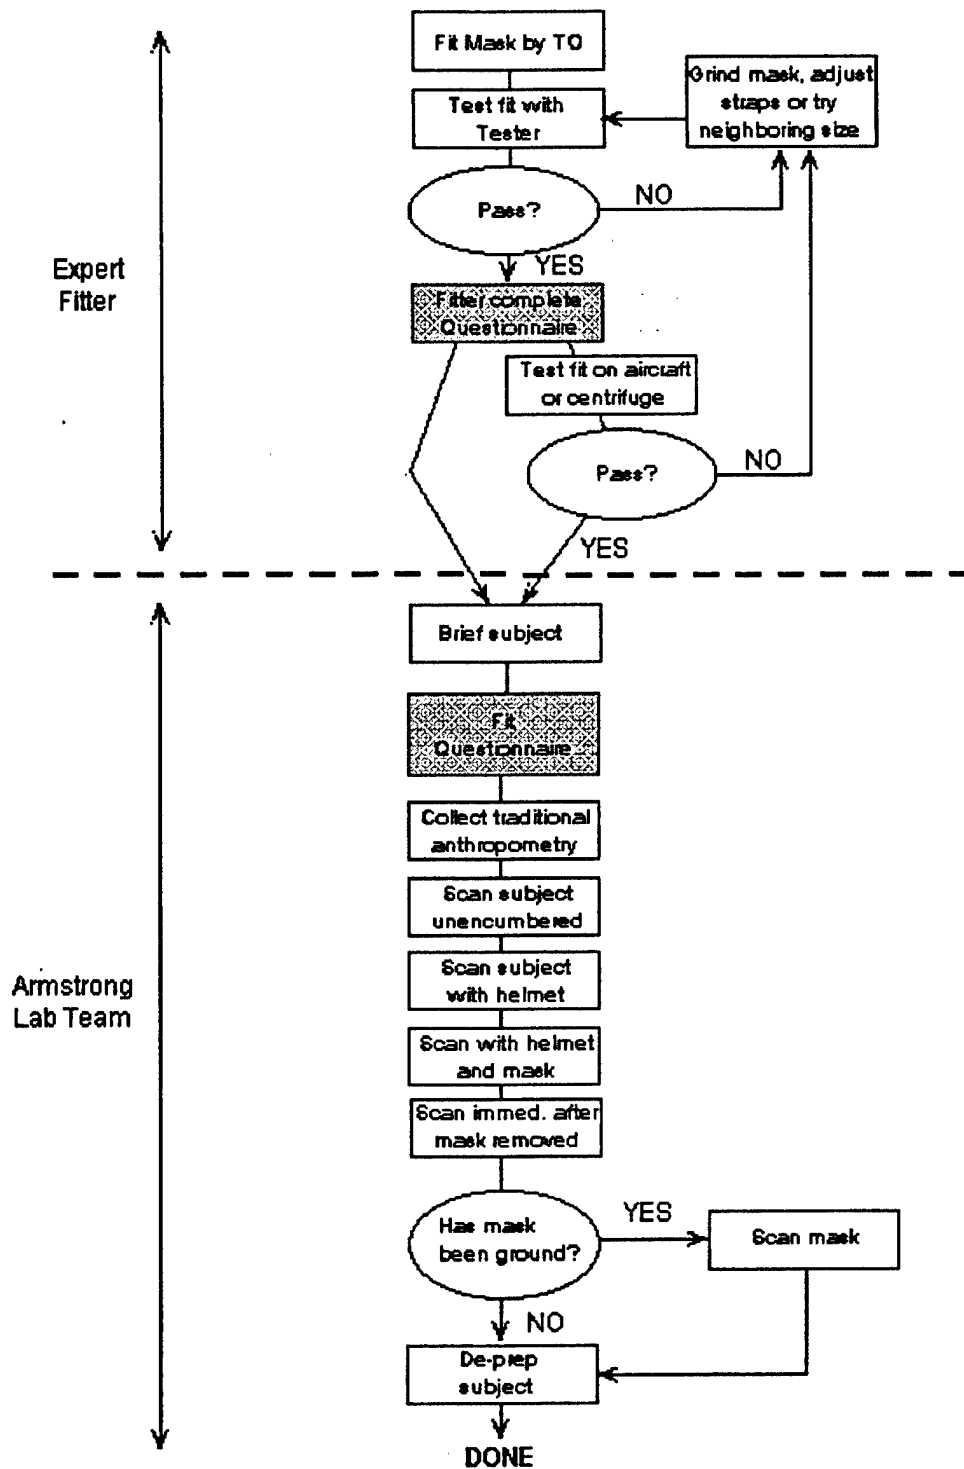 Fit Mask by TO
Grind mask, adjust
straps or try
neighboring size
Test fit with
Tester
Pass?
NO
YES
Expert
Fitter
Fitter complete
Questionnaire
Test fit on aircraft
or centrifuge
Pass?
NO
YES
Brief subject
Fit
Questionnaire
Collect traditional
anthropometry
Scan subject
unencumbered
Scan subject
with helmet
Armstrong
Lab Team
Scan with helmet
and mask
Scan immed. after
mask removed
Has mask
been ground?
YES
Scan mask
NO
De-prep
subject
DONE